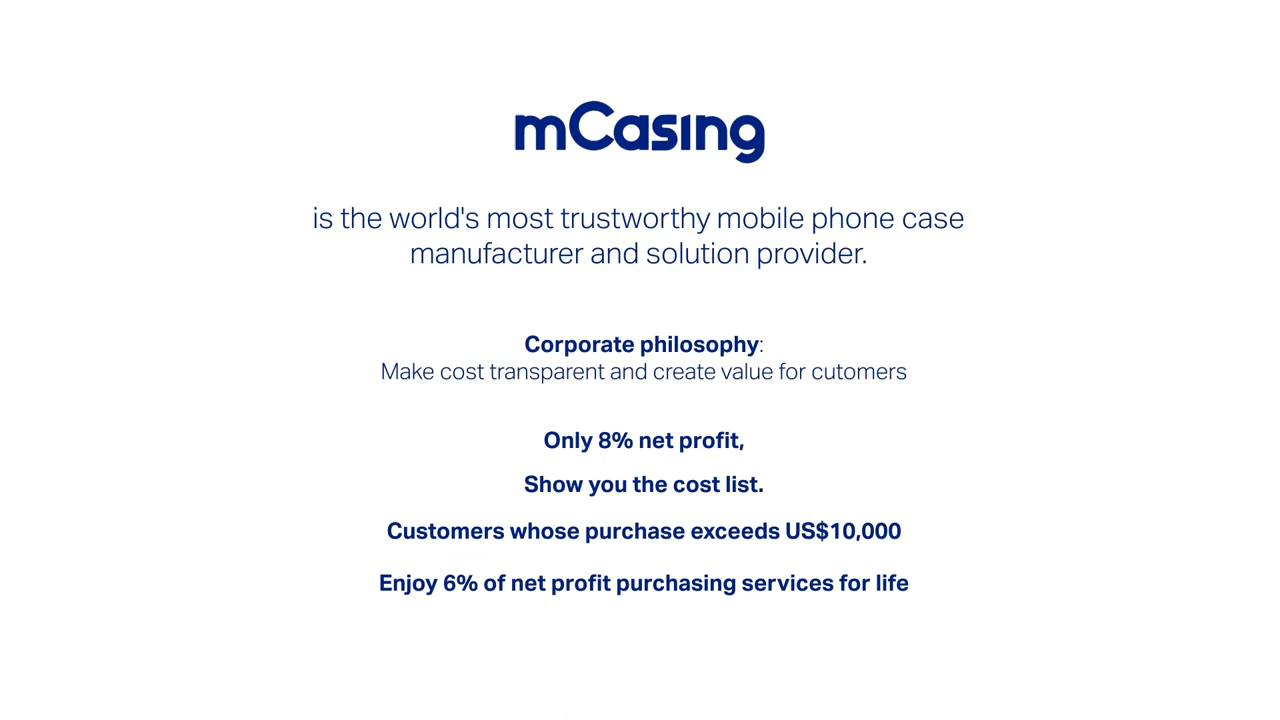 mCasing
is the world's most trustworthy mobile phone case
manufacturer and solution provider.
Corporate philosophy:
Make cost transparent and create value for cutomers
Only 8% net profit,
Show you the cost list.
Customers whose purchase exceeds US$10,000
Enjoy 6% of net profit purchasing services for life